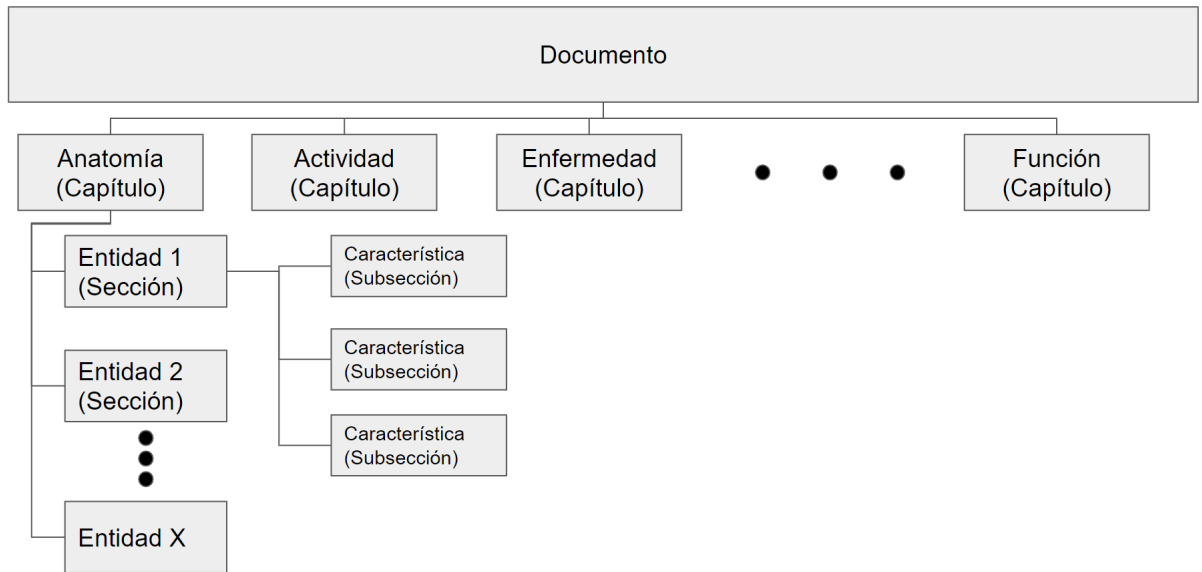 Documento
Anatomía
(Capítulo)
Actividad
(Capítulo)
Enfermedad
(Capítulo)
Función
(Capítulo)
Entidad 1
(Sección)
Característica
(Subsección)
Característica
(Subsección)
Entidad 2
(Sección)
Característica
(Subsección)
Entidad X